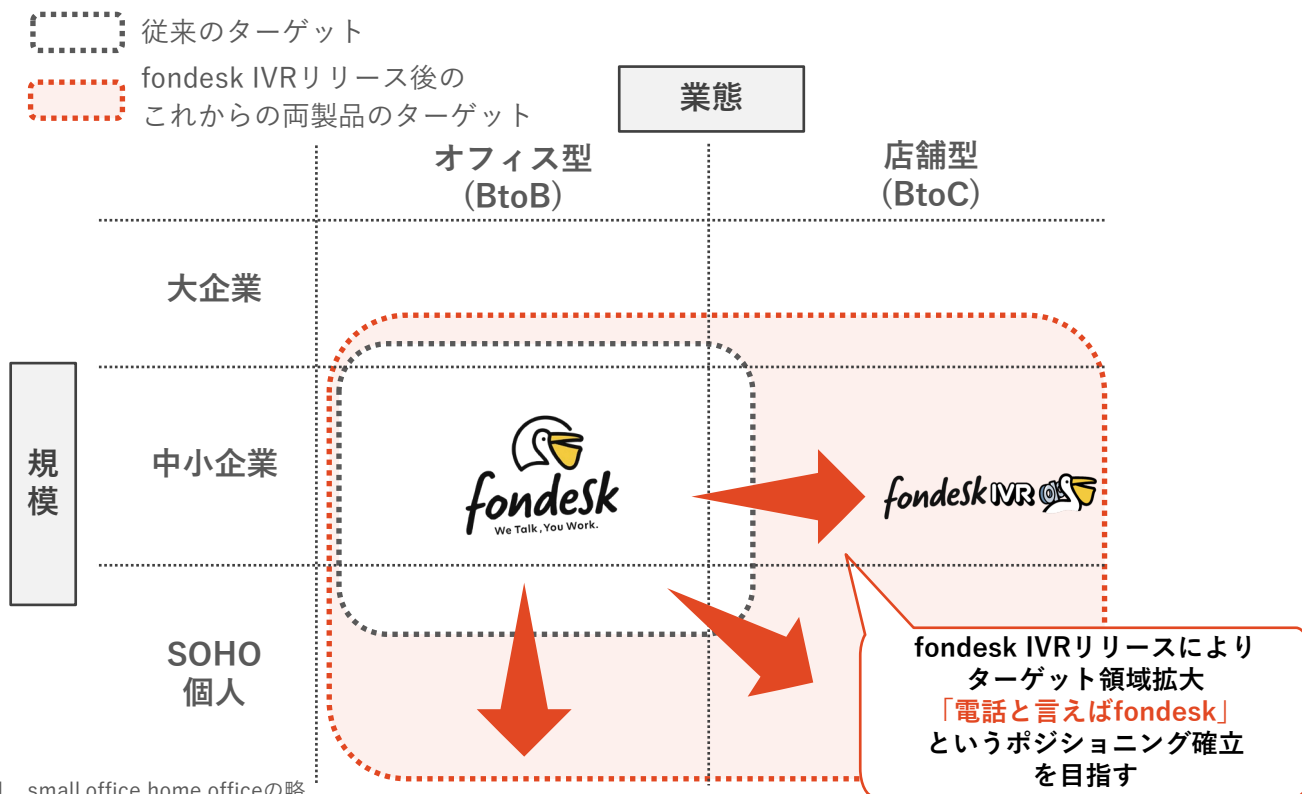 従来のターゲット
fondesk IVRリリース後の
これからの両製品のターゲット
業態
オフィス型
(BtoB)
店舗型
(BtoC)
規模
大企業
中小企業
fondesk
We Talk, You Work.
fondesk IVR
SOHO
個人
fondesk IVRリリースにより
ターゲット領域拡大
「電話と言えばfondesk」
というポジショニング確立
を目指す
small office home officeの略